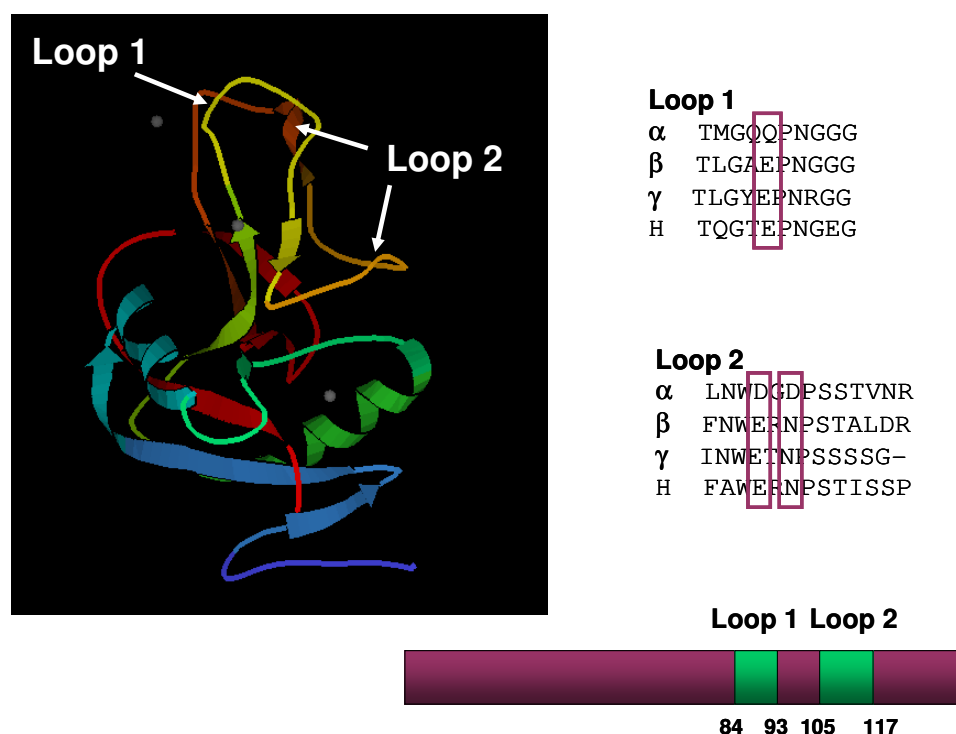 Loop 1
Loop 2
Loop 1
α TMGQQPNGGG
β TLGAEPNGGG
γ TLGYEPNRGG
H TQGTEPNGEG
Loop 2
α LNWDGDPSSTVNR
β FNWERNPSTALDR
γ INWETNPSSSSG–
H FAWERNPSTISSP
Loop 1 Loop 2
84 93 105 117